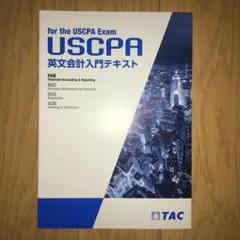 for the USCPA Exam
USCPA
英文会計入門テキスト
FAR
Financial Accounting & Reporting
BEC
Business Environment & Concepts
REG
Regulation
AUD
Auditing & Attestation
TAC